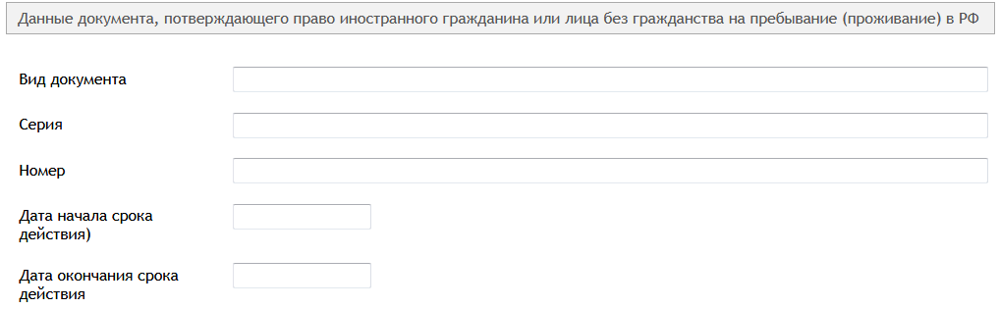 Данные документа, потверждающего право иностранного гражданина или лица без гражданства на пребывание (проживание) в РФ
Вид документа
Серия
Номер
Дата начала срока
действия)
Дата окончания срока
действия